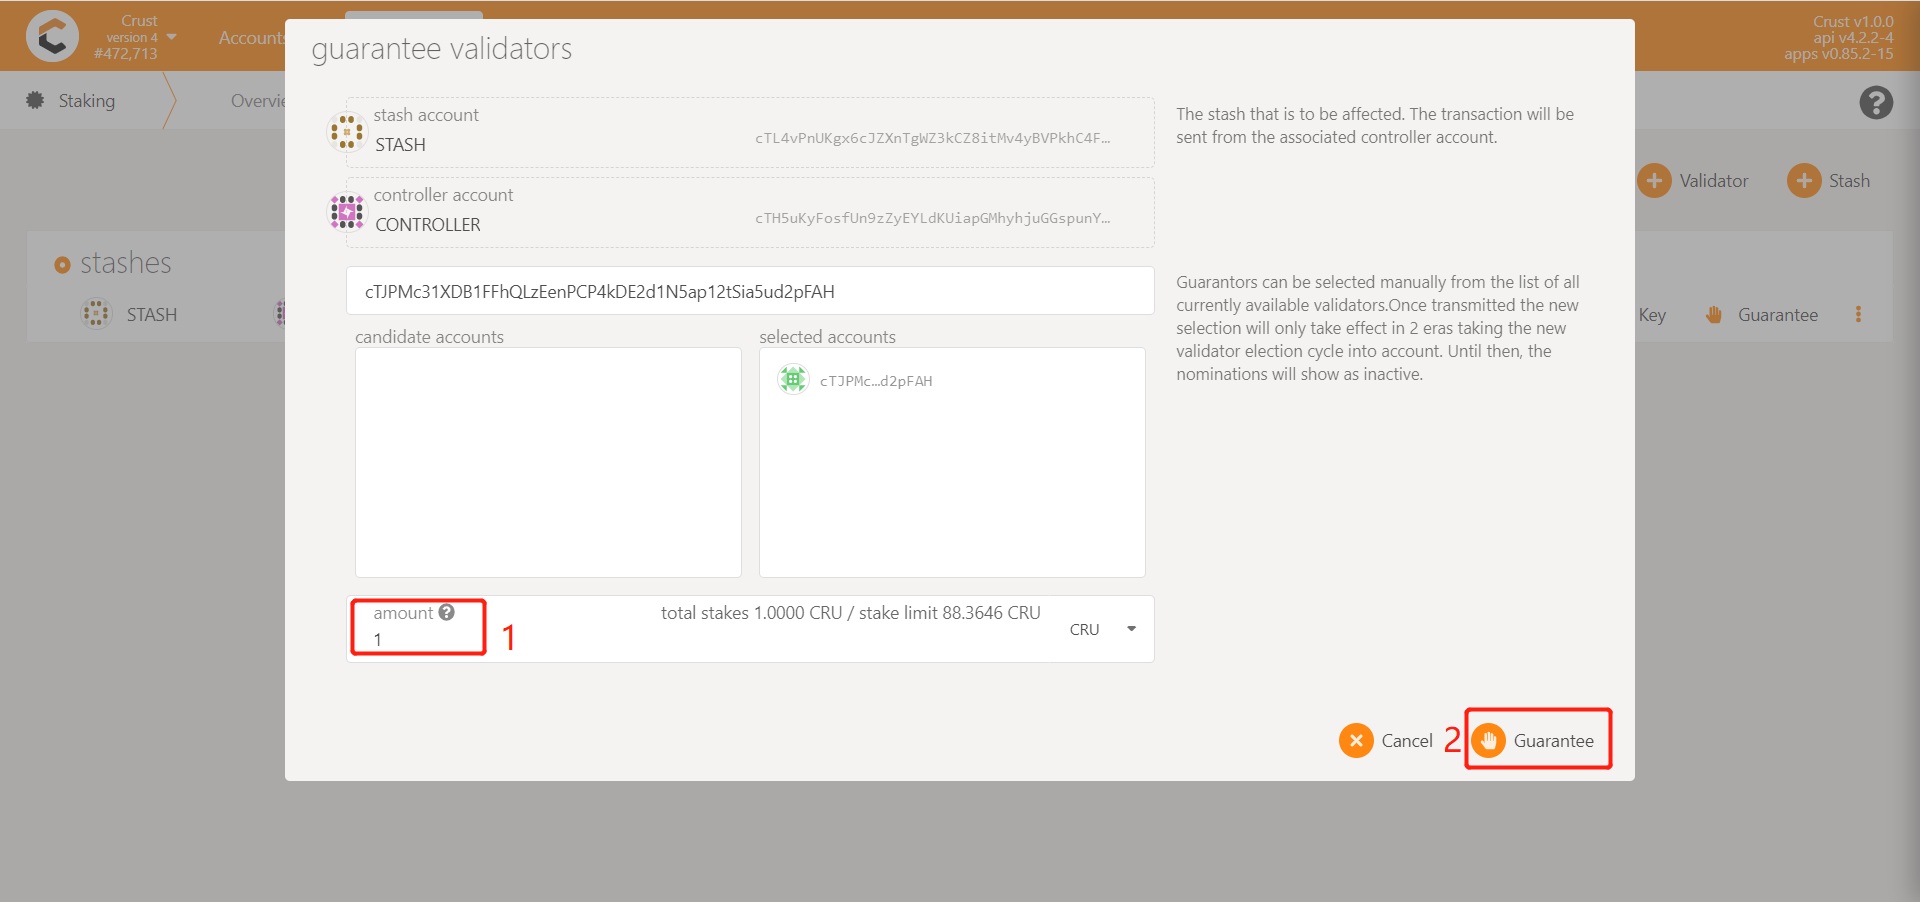 Crust
version 4
#472,713
Accounts
Crust v1.0.0
api v4.2.2-4
apps v0.85.2-15
Staking
Overvie
guarantee validators
stash account
STASH
cTL4vPnUKgx6cJZXnTgWZ3kCZ8itMv4yBVPkhC4F…
The stash that is to be affected. The transaction will be
sent from the associated controller account.
controller account
CONTROLLER
cTH5uKyFosfUn9zZyEYLdKUiapGMhyhjuGGspunY…
Validator
Stash
stashes
STASH
Key
Guarantee
cTJPMc31XDB1FFhQLzEenPCP4kDE2d1N5ap12tSia5ud2pFAH
Guarantors can be selected manually from the list of all
currently available validators.Once transmitted the new
selection will only take effect in 2 eras taking the new
validator election cycle into account. Until then, the
nominations will show as inactive.
candidate accounts
selected accounts
cTJPMc…d2pFAH
amount
1
total stakes 1.0000 CRU / stake limit 88.3646 CRU
CRU
1
Cancel
2
Guarantee